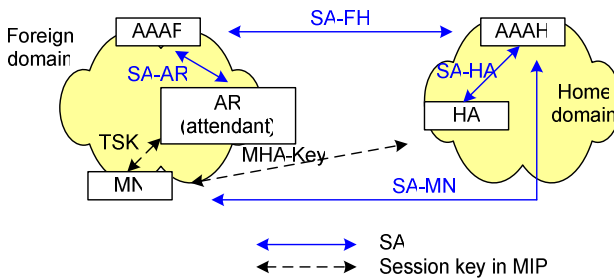 Foreign
domain
AAAF
SA-FH
AAAH
SA-AR
SA-HA
AR
(attendant)
HA
Home
domain
TSK
MHA-Key
MN
SA-MN
SA
Session key in MIP